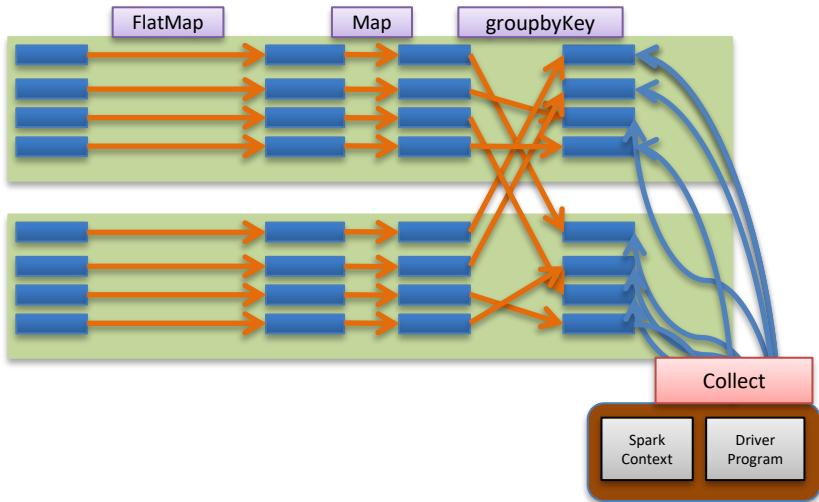 FlatMap
Map
groupbyKey
Collect
Spark
Context
Driver
Program